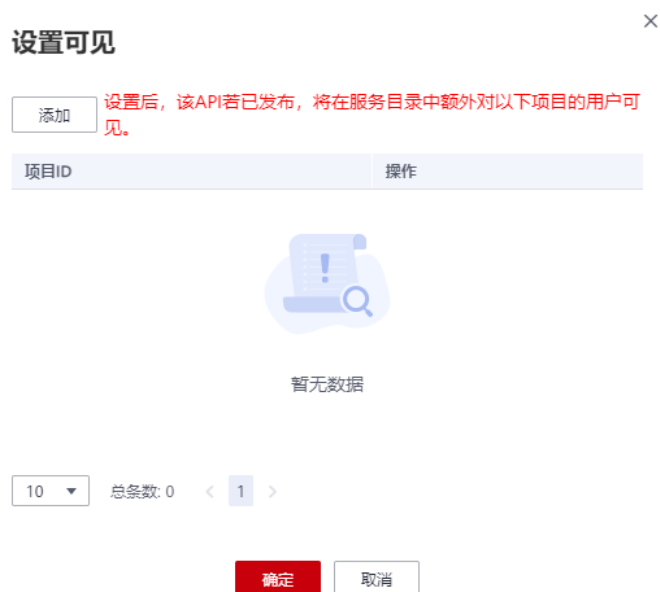 设置可见
添加
设置后，该API若已发布，将在服务目录中额外对以下项目的用户可
见。
项目ID 操作
暂无数据
10 总条数: 0 < 1 >
确定 取消